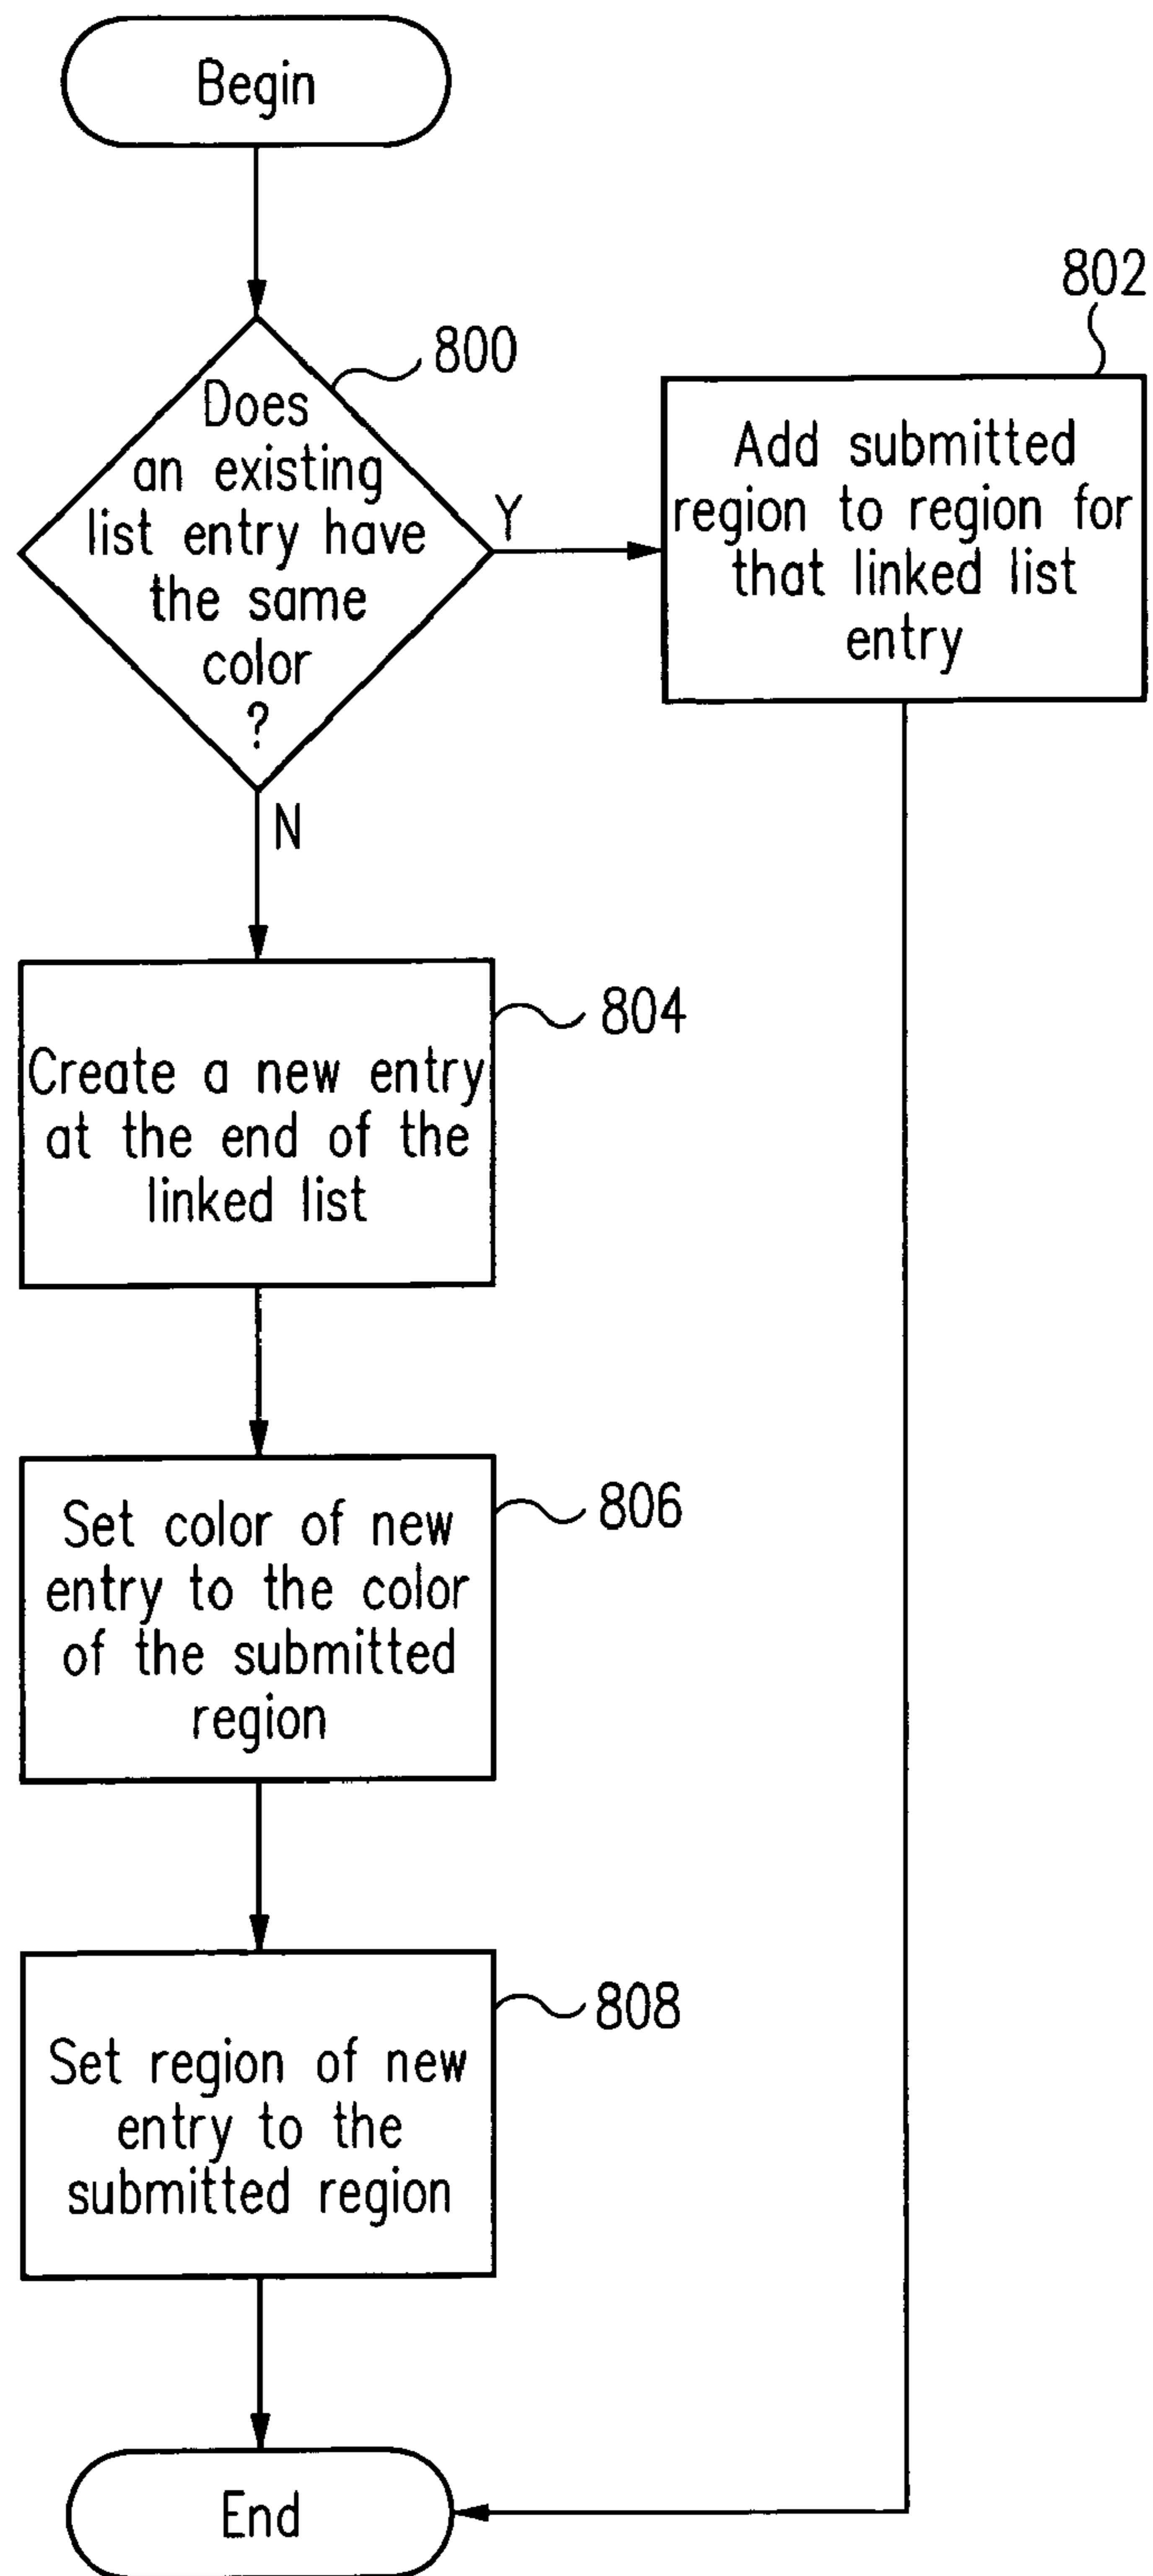 Begin
800
Does
an existing
list entry have
the same
color
?
Y
N
802
Add submitted
region to region for
that linked list
entry
804
Create a new entry
at the end of the
linked list
806
Set color of new
entry to the color
of the submitted
region
808
Set region of new
entry to the
submitted region
End